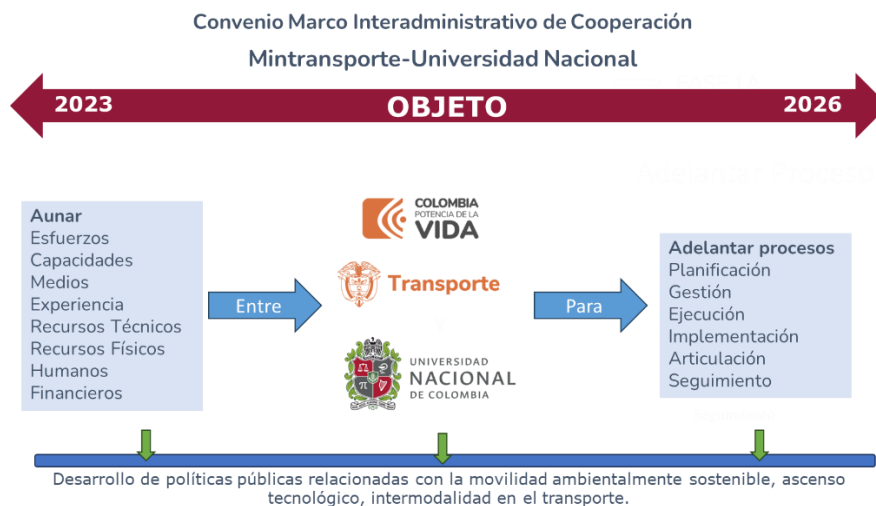 Convenio Marco Interadministrativo de Cooperación
Mintransporte-Universidad Nacional
2023
OBJETO
2026
Aunar
Esfuerzos
Capacidades
Medios
Experiencia
Recursos Técnicos
Recursos Físicos
Humanos
Financieros
Entre
COLOMBIA
POTENCIA DE LA
VIDA
Transporte
UNIVERSIDAD
NACIONAL
DE COLOMBIA
Para
Adelantar procesos
Planificación
Gestión
Ejecución
Implementación
Articulación
Seguimiento
Desarrollo de políticas públicas relacionadas con la movilidad ambientalmente sostenible, ascenso
tecnológico, intermodalidad en el transporte.